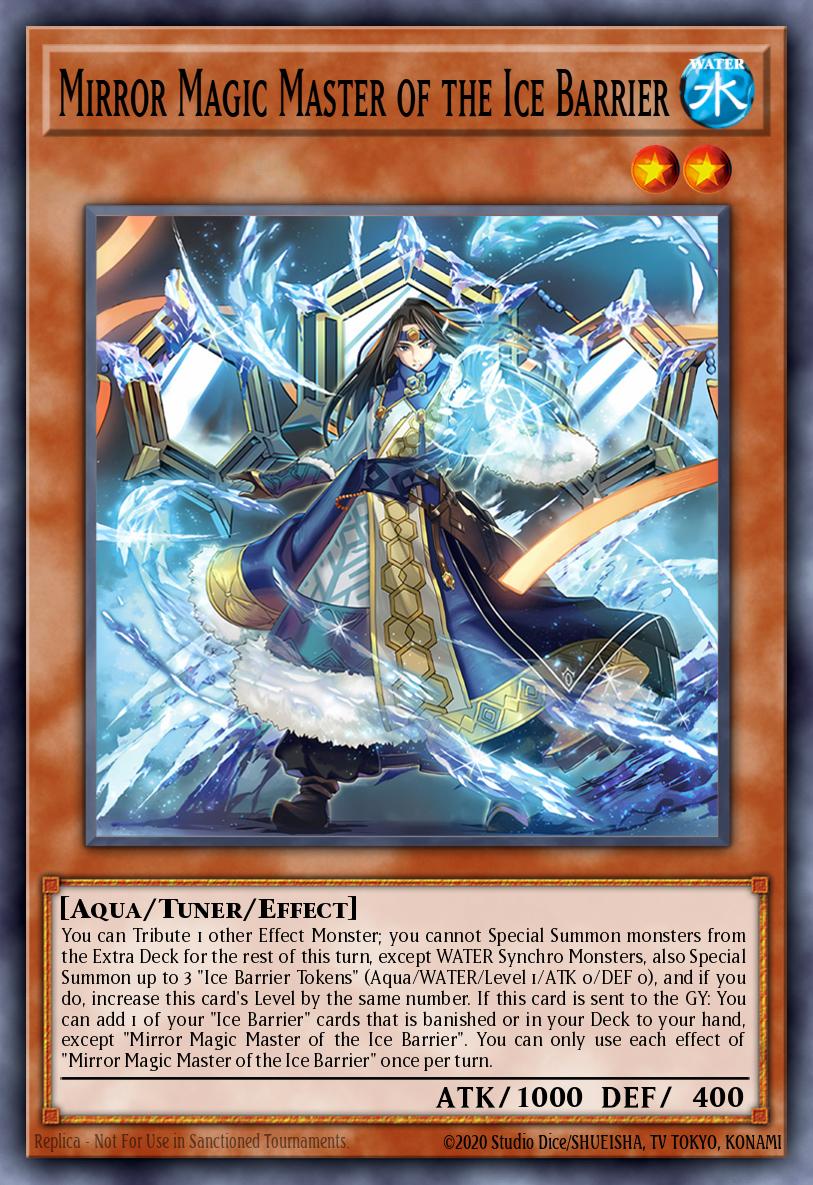 Mirror Magic Master of the Ice Barrier
WATER
水
[Aqua/Tuner/Effect]
You can Tribute 1 other Effect Monster; you cannot Special Summon monsters from
the Extra Deck for the rest of this turn, except WATER Synchro Monsters, also Special
Summon up to 3 "Ice Barrier Tokens" (Aqua/WATER/Level 1/ATK 0/DEF 0), and if you
do, increase this card's Level by the same number. If this card is sent to the GY: You
can add 1 of your "Ice Barrier" cards that is banished or in your Deck to your hand,
except "Mirror Magic Master of the Ice Barrier". You can only use each effect of
"Mirror Magic Master of the Ice Barrier" once per turn.
ATK/1000 DEF/ 400
Replica - Not For Use in Sanctioned Tournaments.
©2020 Studio Dice/SHUEISHA, TV TOKYO, KONAMI